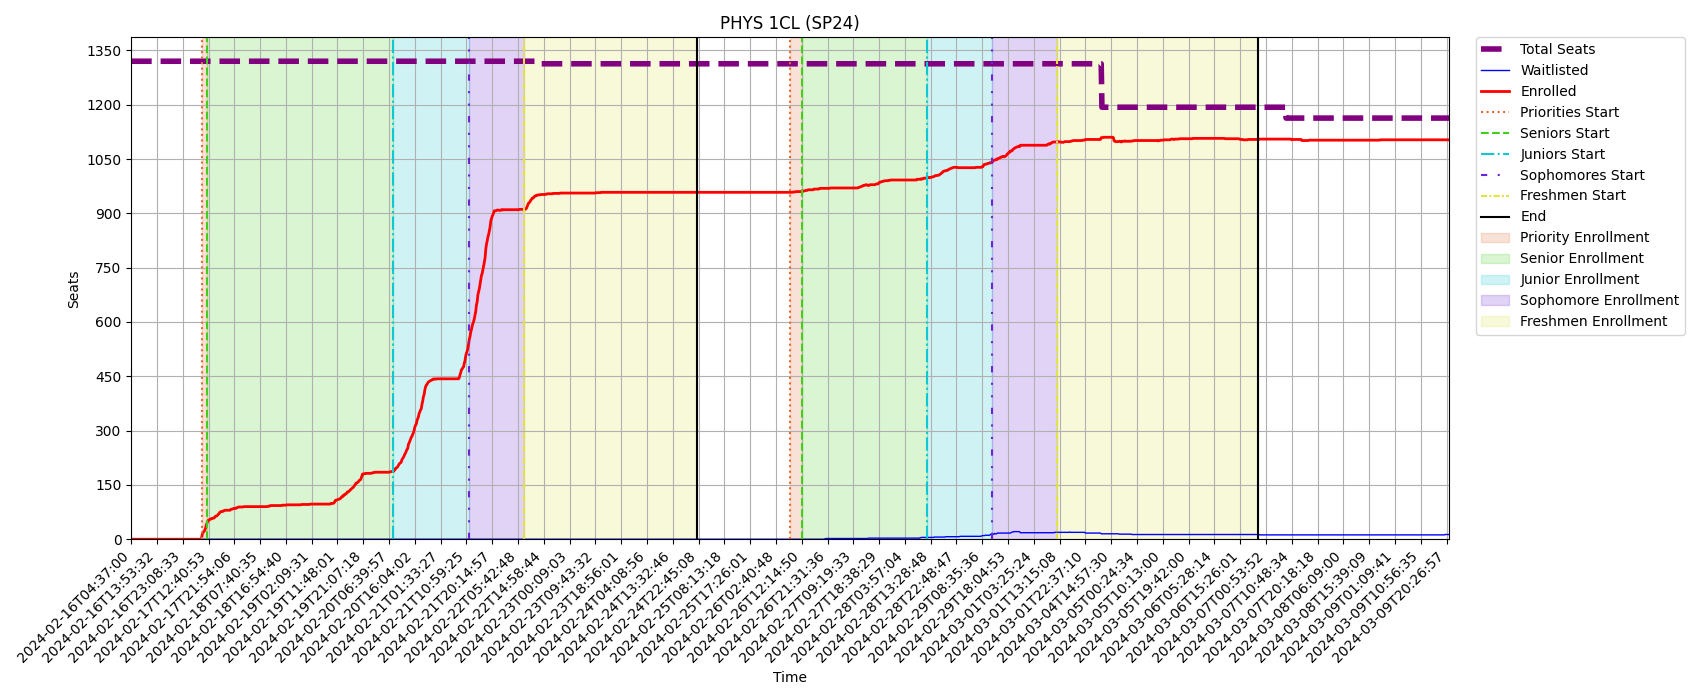 PHYS 1CL (SP24)
Seats
1350
1200
1050
900
750
600
450
300
150
0
2024-02-16T04:37:00
2024-02-16T13:53:32
2024-02-16T23:08:33
2024-02-17T12:40:53
2024-02-17T21:54:06
2024-02-18T07:40:35
2024-02-18T16:54:40
2024-02-19T02:09:31
2024-02-19T11:48:01
2024-02-19T21:07:18
2024-02-20T06:39:57
2024-02-20T16:04:02
2024-02-21T01:33:27
2024-02-21T10:59:25
2024-02-21T20:14:57
2024-02-22T05:42:48
2024-02-22T14:58:44
2024-02-23T00:09:03
2024-02-23T09:43:32
2024-02-23T18:56:01
2024-02-24T04:08:56
2024-02-24T13:32:46
2024-02-24T22:45:08
2024-02-25T08:13:18
2024-02-25T17:26:01
2024-02-26T02:40:48
2024-02-26T12:14:50
2024-02-26T21:31:36
2024-02-27T09:19:33
2024-02-27T18:38:29
2024-02-28T03:57:04
2024-02-28T13:28:48
2024-02-28T22:48:47
2024-02-29T08:35:36
2024-02-29T18:04:53
2024-03-01T03:25:24
2024-03-01T13:15:08
2024-03-01T22:37:10
2024-03-04T14:57:30
2024-03-05T00:24:34
2024-03-05T10:13:00
2024-03-05T19:42:00
2024-03-06T05:28:14
2024-03-06T15:26:01
2024-03-07T00:53:52
2024-03-07T10:48:34
2024-03-07T20:18:18
2024-03-08T06:09:00
2024-03-08T15:39:09
2024-03-09T01:09:41
2024-03-09T10:56:35
2024-03-09T20:26:57
Time
Total Seats
Waitlisted
Enrolled
Priorities Start
Seniors Start
Juniors Start
Sophomores Start
Freshmen Start
End
Priority Enrollment
Senior Enrollment
Junior Enrollment
Sophomore Enrollment
Freshmen Enrollment